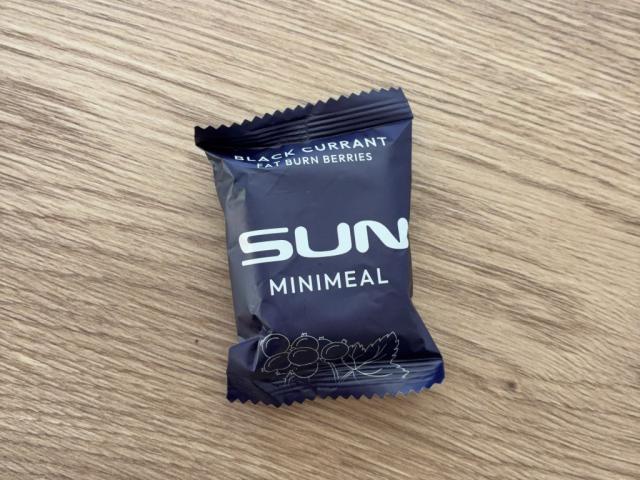 BLACK CURRANT
FAT BURN BERRIES
SUN
MINIMEAL